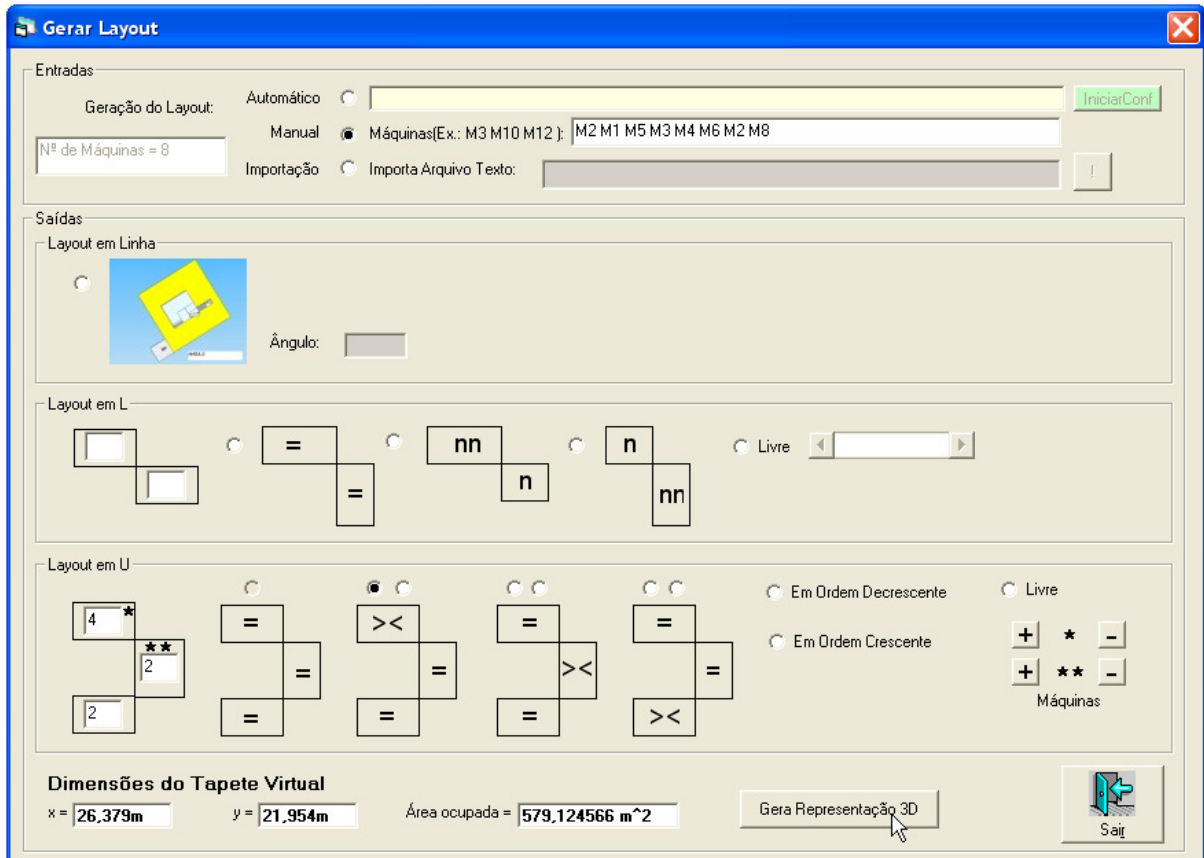 Gerar Layout
Entradas
Geração do Layout:
Nº de Máquinas = 8
Automático
IniciarConf
Manual Máquinas(Ex.: M3 M10 M12 ): M2 M1 M5 M3 M4 M6 M2 M8
Importação Importa Arquivo Texto: !
Saídas
Layout em Linha
Ângulo:
Layout em L
= nn n Livre
= n nn
Layout em U
4 * = >< = = Em Ordem Decrescente Livre
** 2 = = >< = Em Ordem Crescente + * -
+ ** -
2 = = = >< Máquinas
Dimensões do Tapete Virtual
x = 26,379m y = 21,954m Área ocupada = 579,124566 m^2 Gera Representação 3D
Sair